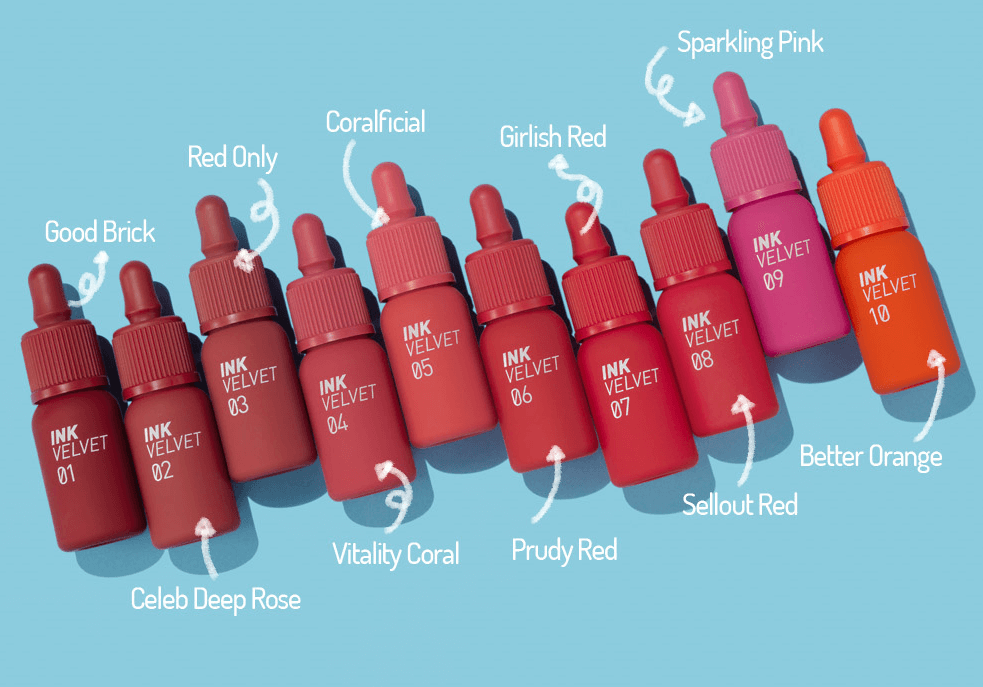 Sparkling Pink
Coralficial
Girlish Red
Red Only
Good Brick
INK
VELVET
01
INK
VELVET
02
INK
VELVET
03
INK
VELVET
04
INK
VELVET
05
INK
VELVET
06
INK
VELVET
07
INK
VELVET
08
INK
VELVET
09
INK
VELVET
10
Better Orange
Sellout Red
Vitality Coral
Prudy Red
Celeb Deep Rose